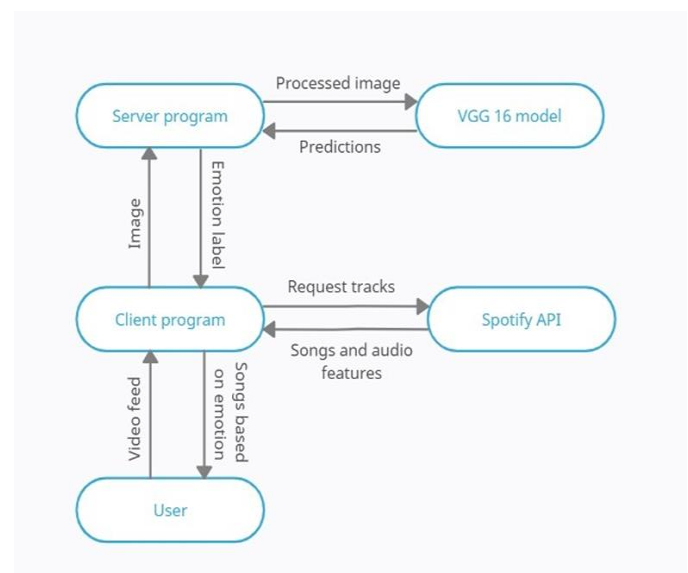 Processed image
Server program
VGG 16 model
Predictions
Image
Emotion label
Request tracks
Client program
Spotify API
Songs and audio
features
Video feed
Songs based
on emotion
User